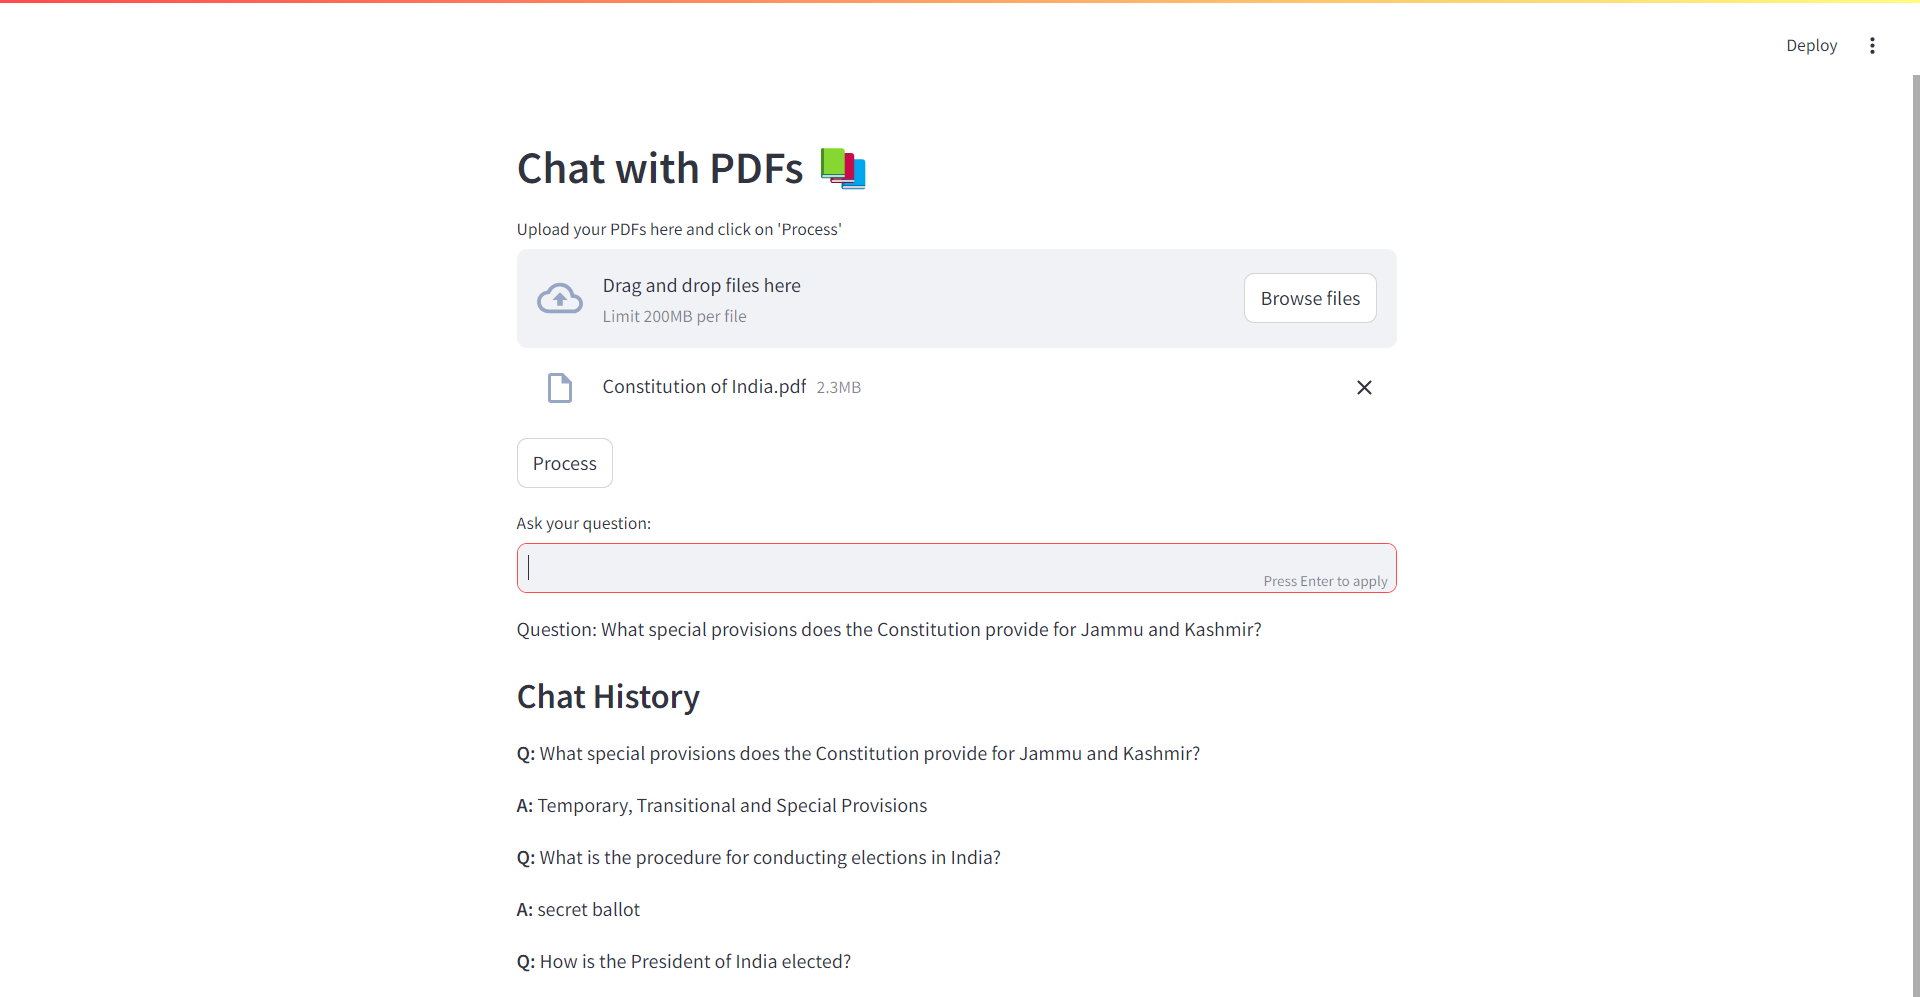 Deploy
Chat with PDFs
Upload your PDFs here and click on 'Process'
Drag and drop files here
Limit 200MB per file
Browse files
Constitution of India.pdf 2.3MB
Process
Ask your question:
Press Enter to apply
Question: What special provisions does the Constitution provide for Jammu and Kashmir?
Chat History
Q: What special provisions does the Constitution provide for Jammu and Kashmir?
A: Temporary, Transitional and Special Provisions
Q: What is the procedure for conducting elections in India?
A: secret ballot
Q: How is the President of India elected?